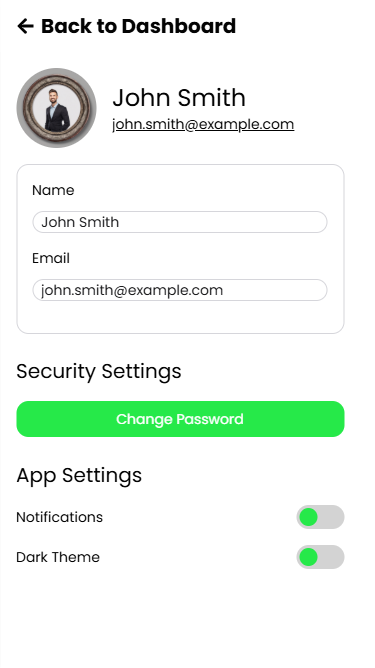 Back to Dashboard
John Smith
john.smith@example.com
Name
John Smith
Email
john.smith@example.com
Security Settings
Change Password
App Settings
Notifications
Dark Theme